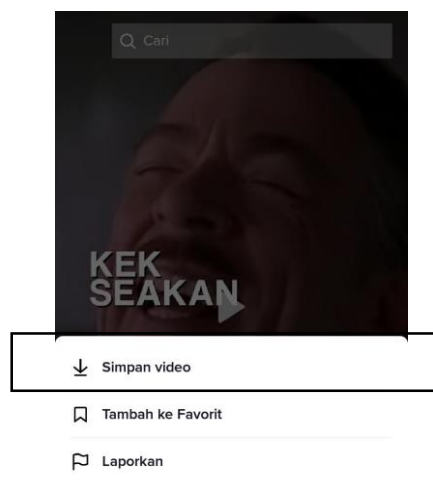 Cari
KEK
SEAKAN
Simpan video
Tambah ke Favorit
Laporkan